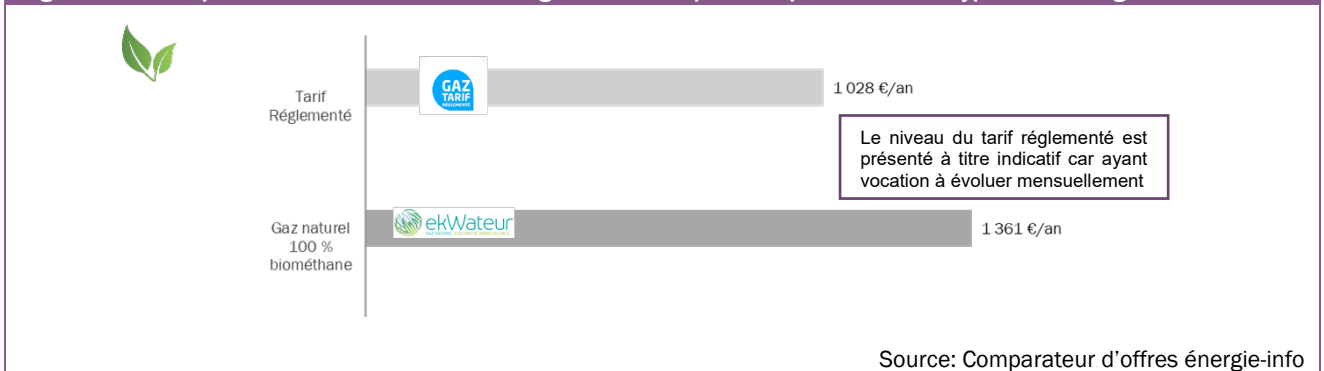 GAZ
TARIF
RÉGLEMENTÉ
Tarif
Réglementé
1 028 €/an
Le niveau du tarif réglementé est
présenté à titre indicatif car ayant
vocation à évoluer mensuellement
ekWateur
Gaz naturel
100 %
biométhane
1 361 €/an
Source: Comparateur d'offres énergie-info